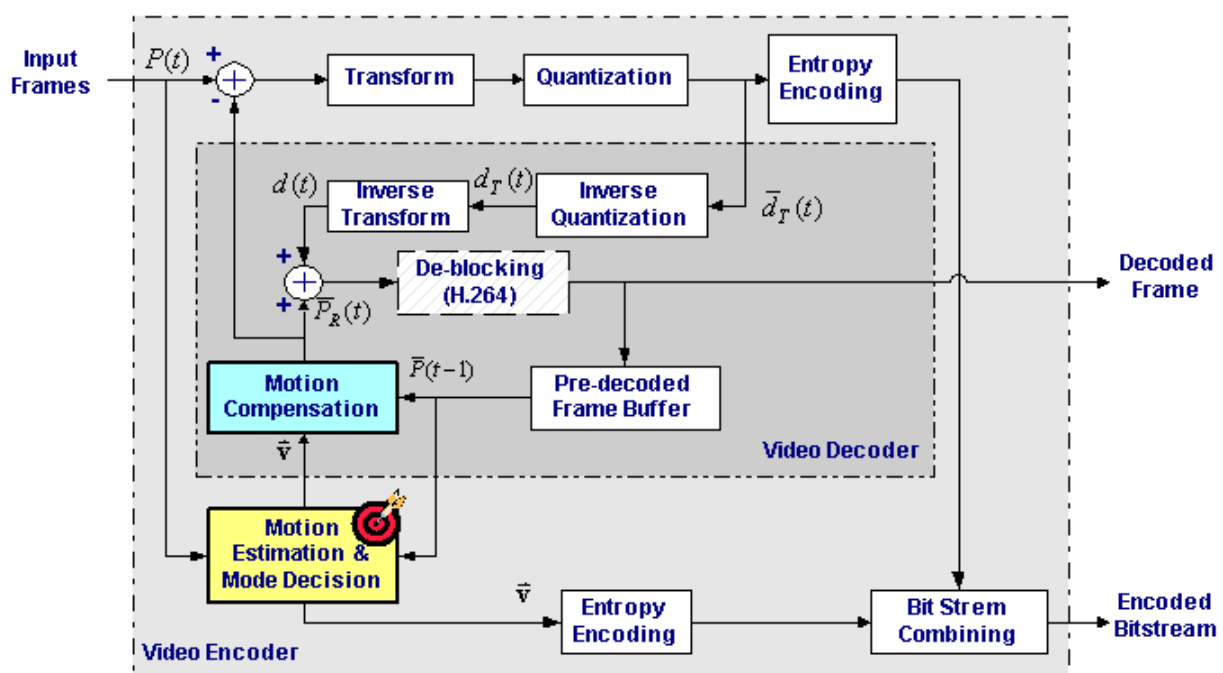 Input
Frames
P(t)
+
-
+
Transform
Quantization
Entropy
Encoding
d(t)
Inverse
Transform
d_T(t)
Inverse
Quantization
d̅_T(t)
+
+
+
P̅_R(t)
De-blocking
(H.264)
Decoded
Frame
Motion
Compensation
P̅(t−1)
Pre-decoded
Frame Buffer
v⃗
Video Decoder
Motion
Estimation &
Mode Decision
v⃗
Entropy
Encoding
Bit Strem
Combining
Encoded
Bitstream
Video Encoder